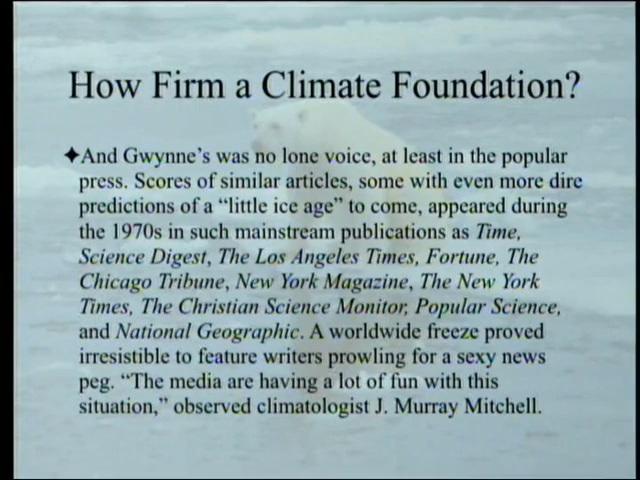 How Firm a Climate Foundation?
✦And Gwynne's was no lone voice, at least in the popular
press. Scores of similar articles, some with even more dire
predictions of a “little ice age” to come, appeared during
the 1970s in such mainstream publications as Time,
Science Digest, The Los Angeles Times, Fortune, The
Chicago Tribune, New York Magazine, The New York
Times, The Christian Science Monitor, Popular Science,
and National Geographic. A worldwide freeze proved
irresistible to feature writers prowling for a sexy news
peg. “The media are having a lot of fun with this
situation,” observed climatologist J. Murray Mitchell.